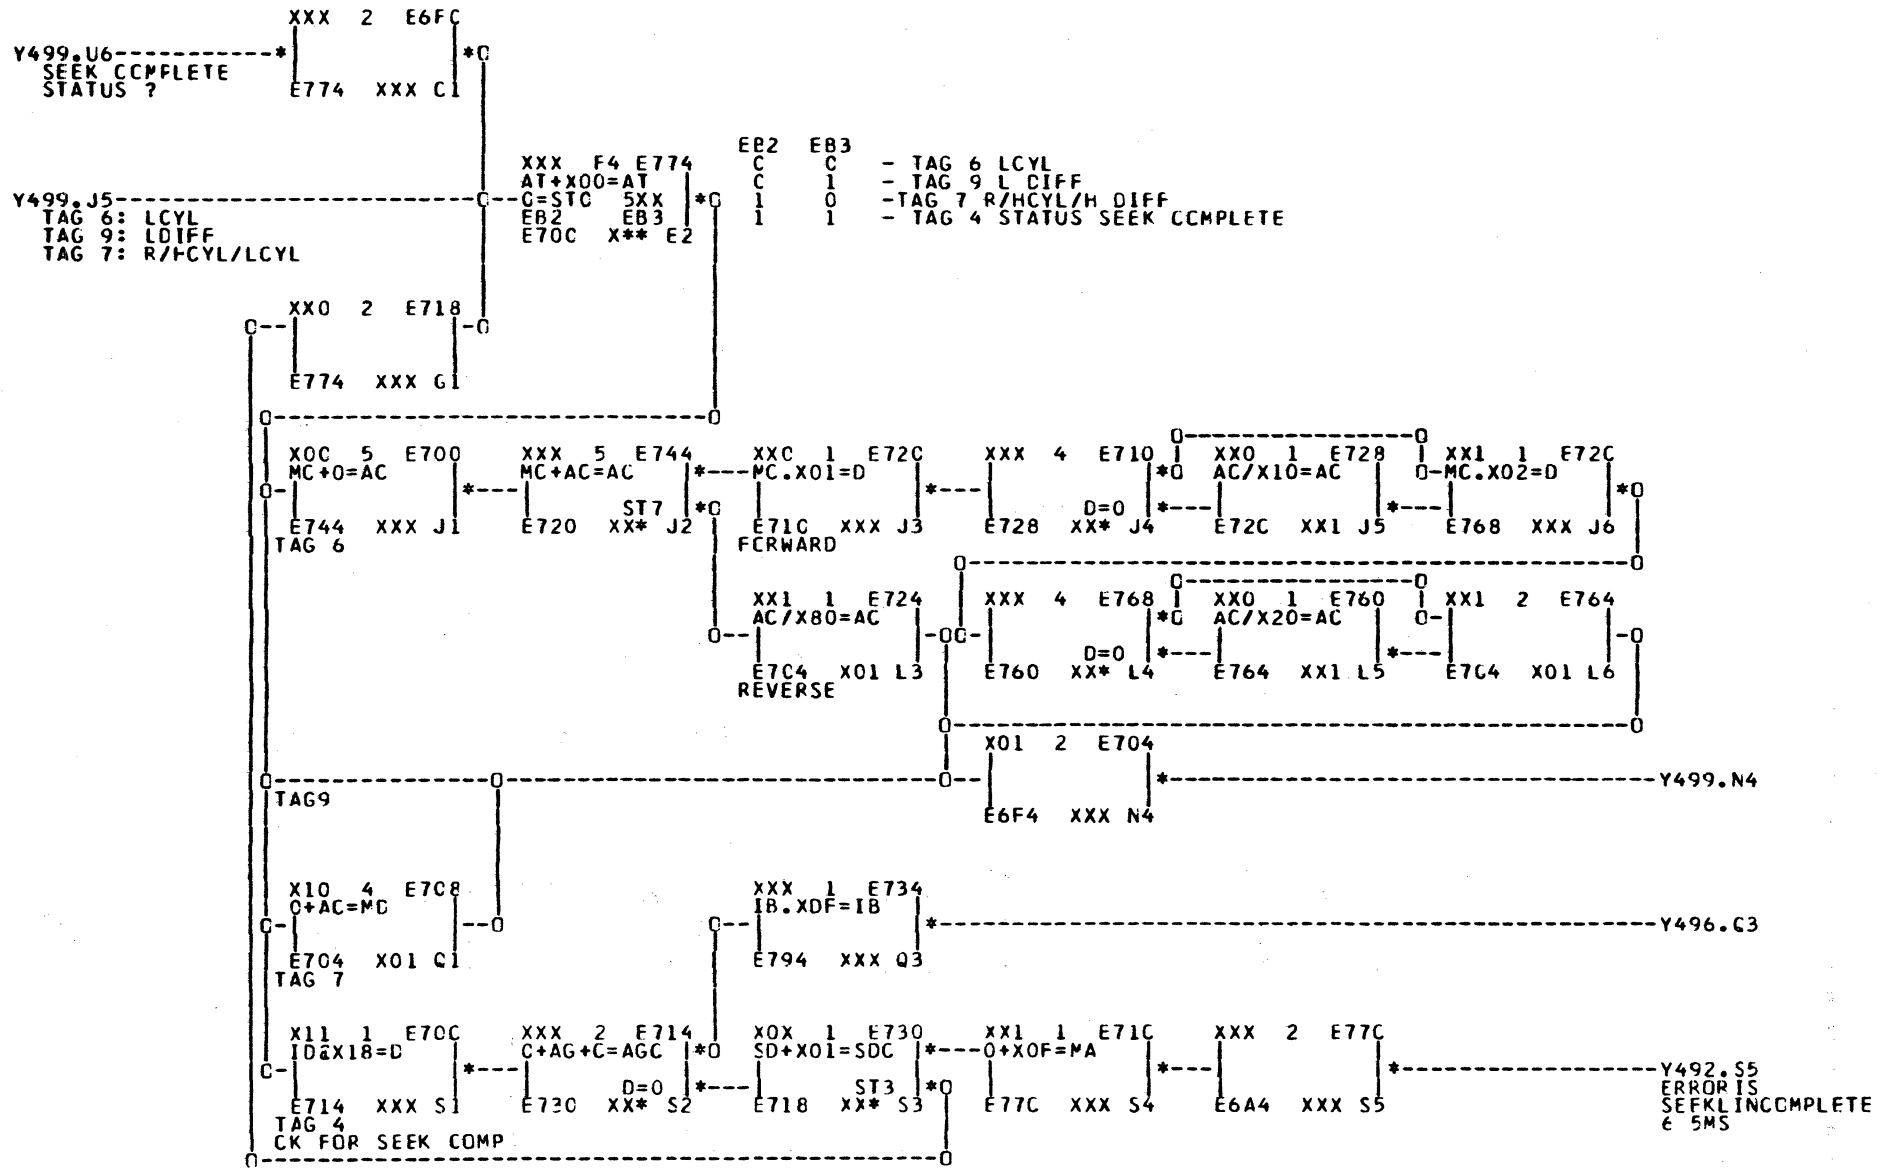 XXX 2 E6FC
Y499.U6-----------*
*O
SEEK CCMPLETE
STATUS ?
E774 XXX C1
EB2 EB3
XXX F4 E774 C C - TAG 6 LCYL
AT+X00=AT C 1 - TAG 9 L CIFF
Y499.J5 C=STC 5XX *O 1 0 -TAG 7 R/HCYL/H DIFF
TAG 6: LCYL EB2 EB3 1 1 - TAG 4 STATUS SEEK CCMPLETE
TAG 9: LDIFF E70C X** E2
TAG 7: R/HCYL/LCYL
XX0 2 E718
E774 XXX G1
X0C 5 E700 XXX 5 E744 XXC 1 E72C XXX 4 E710 XX0 1 E728 XX1 1 E72C
MC+0=AC MC+AC=AC *---MC.X01=D *O AC/X10=AC O-MC.X02=D
ST7 *O D=0 *---
E744 XXX J1 E720 XX* J2 E71C XXX J3 E728 XX* J4 E72C XX1 J5 E768 XXX J6
TAG 6 FCRWARD
XX1 1 E724 XXX 4 E768 XX0 1 E760 XX1 2 E764
AC/X80=AC *C AC/X20=AC O-
D=0 *---
E7C4 X01 L3 E760 XX* L4 E764 XX1 L5 E7C4 X01 L6
REVERSE
X01 2 E704
*---Y499.N4
TAG9
E6F4 XXX N4
X10 4 E7C8 XXX 1 E734
O+AC=MD IB.XDF=IB
*---Y496.G3
E704 X01 Q1 E794 XXX Q3
TAG 7
X11 1 E70C XXX 2 E714 X0X 1 E730 XX1 1 E71C XXX 2 E77C
IDaX18=D C+AG+C=AGC *O SD+X01=SDC *---O+X0F=MA
*---Y492.S5
D=0 *--- ST3 *O ERROR IS
E714 XXX S1 E730 XX* S2 E718 XX* S3 E77C XXX S4 E6A4 XXX S5 SEFKLINCCMPLETE
TAG 4 6 5MS
CK FOR SEEK COMP